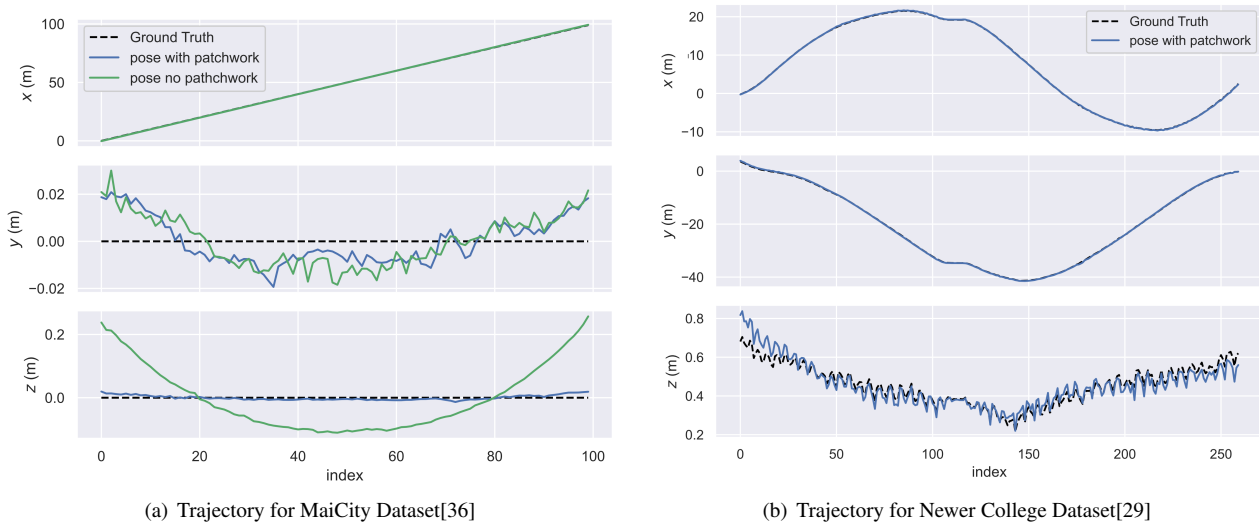 100
50
0
x (m)
Ground Truth
pose with patchwork
pose no pathchwork
0.02
0.00
−0.02
y (m)
0.2
0.0
z (m)
0 20 40 60 80 100
index
(a) Trajectory for MaiCity Dataset[36]
20
10
0
−10
x (m)
Ground Truth
pose with patchwork
0
−20
−40
y (m)
0.8
0.6
0.4
0.2
z (m)
0 50 100 150 200 250
index
(b) Trajectory for Newer College Dataset[29]